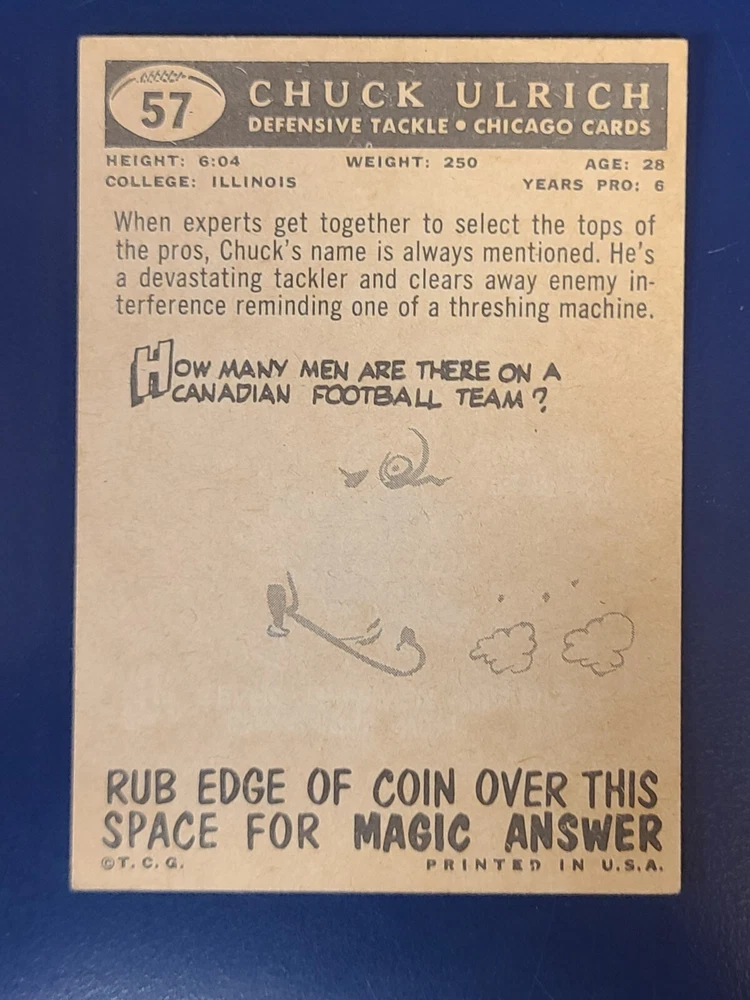 57
CHUCK ULRICH
DEFENSIVE TACKLE • CHICAGO CARDS
HEIGHT: 6:04 WEIGHT: 250 AGE: 28
COLLEGE: ILLINOIS YEARS PRO: 6
When experts get together to select the tops of
the pros, Chuck's name is always mentioned. He's
a devastating tackler and clears away enemy in-
terference reminding one of a threshing machine.
HOW MANY MEN ARE THERE ON A
CANADIAN FOOTBALL TEAM?
RUB EDGE OF COIN OVER THIS
SPACE FOR MAGIC ANSWER
©T.C.G. PRINTED IN U.S.A.